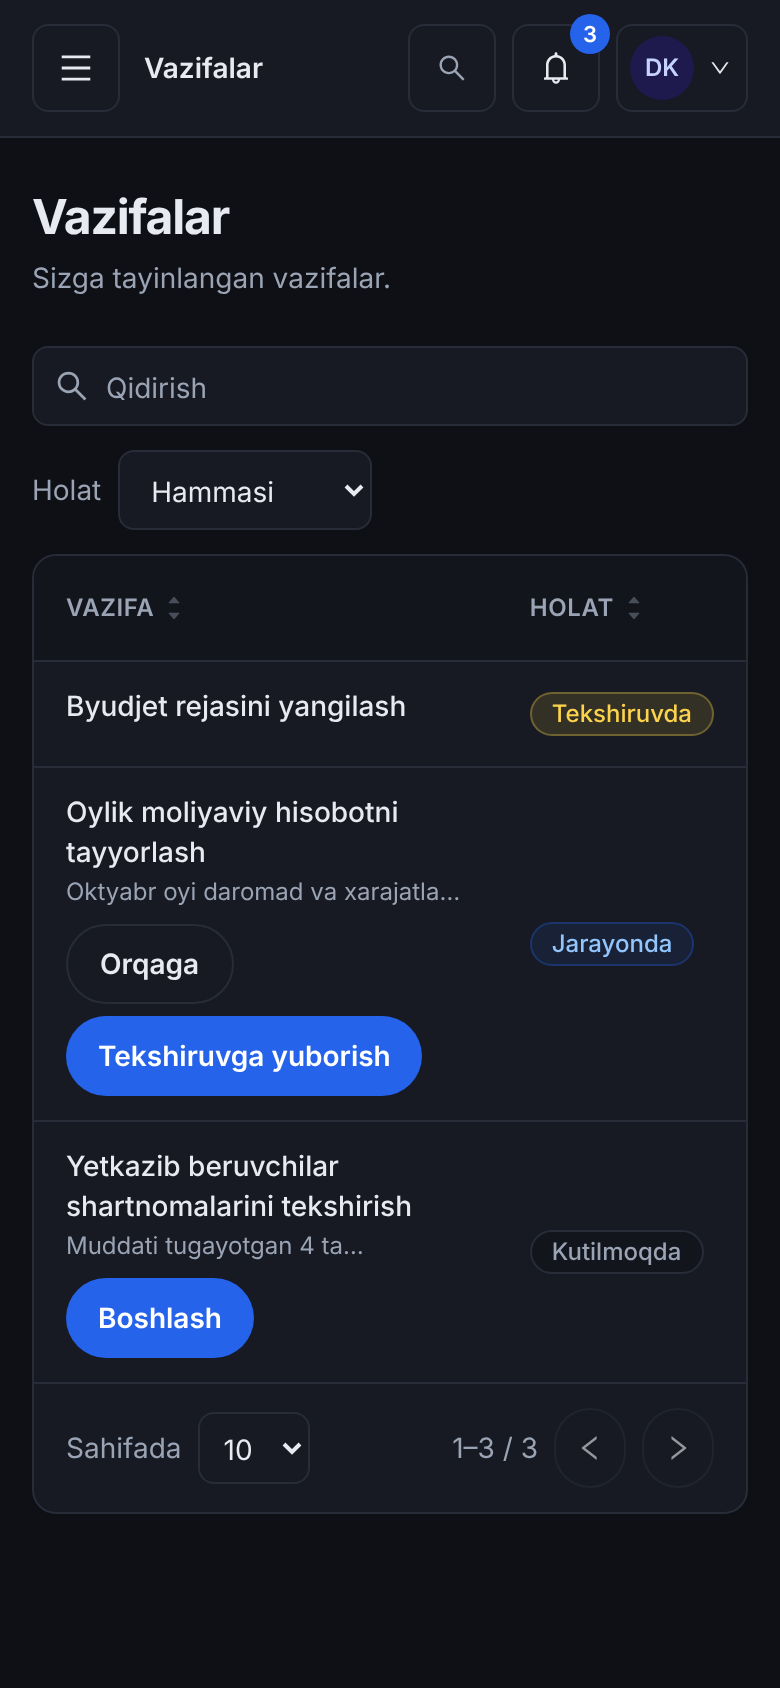 Vazifalar
3
DK
Vazifalar
Sizga tayinlangan vazifalar.
Qidirish
Holat
Hammasi
VAZIFA
HOLAT
Byudjet rejasini yangilash
Tekshiruvda
Oylik moliyaviy hisobotni
tayyorlash
Oktyabr oyi daromad va xarajatla...
Jarayonda
Orqaga
Tekshiruvga yuborish
Yetkazib beruvchilar
shartnomalarini tekshirish
Muddati tugayotgan 4 ta...
Kutilmoqda
Boshlash
Sahifada
10
1–3 / 3